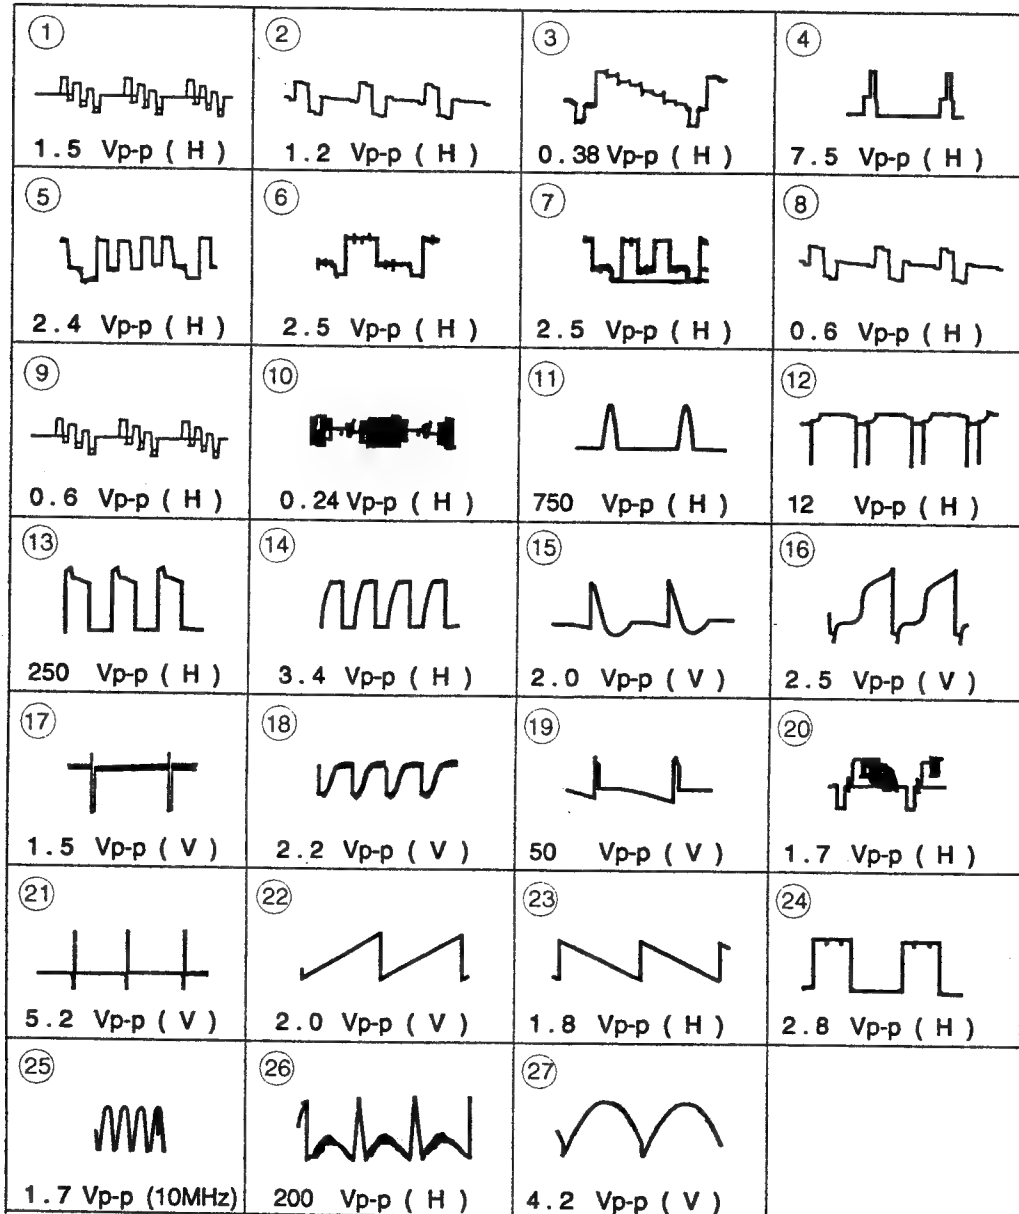 1 2 3 4
1.5 Vp-p ( H ) 1.2 Vp-p ( H ) 0.38 Vp-p ( H ) 7.5 Vp-p ( H )
5 6 7 8
2.4 Vp-p ( H ) 2.5 Vp-p ( H ) 2.5 Vp-p ( H ) 0.6 Vp-p ( H )
9 10 11 12
0.6 Vp-p ( H ) 0.24 Vp-p ( H ) 750 Vp-p ( H ) 12 Vp-p ( H )
13 14 15 16
250 Vp-p ( H ) 3.4 Vp-p ( H ) 2.0 Vp-p ( V ) 2.5 Vp-p ( V )
17 18 19 20
1.5 Vp-p ( V ) 2.2 Vp-p ( V ) 50 Vp-p ( V ) 1.7 Vp-p ( H )
21 22 23 24
5.2 Vp-p ( V ) 2.0 Vp-p ( V ) 1.8 Vp-p ( H ) 2.8 Vp-p ( H )
25 26 27
1.7 Vp-p (10MHz) 200 Vp-p ( H ) 4.2 Vp-p ( V )